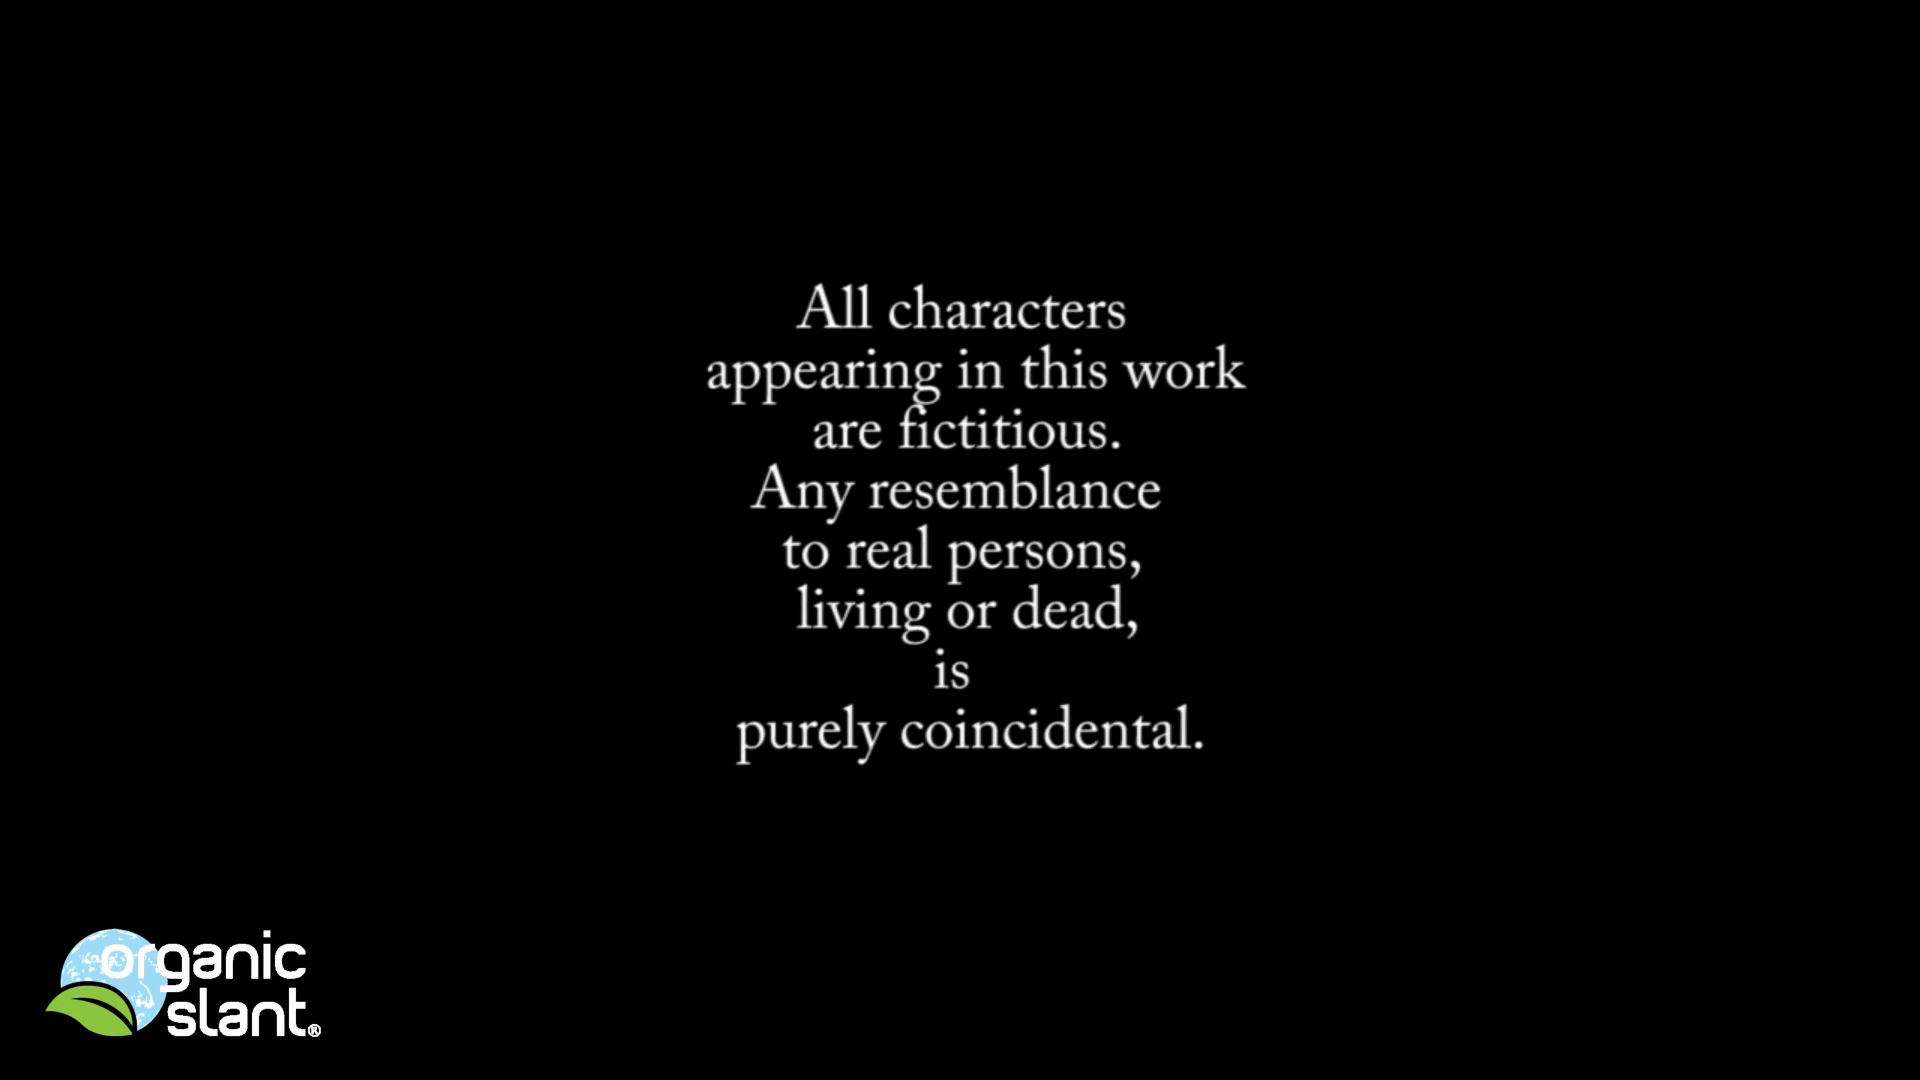 All characters
appearing in this work
are fictitious.
Any resemblance
to real persons,
living or dead,
is
purely coincidental.
organic
slant®